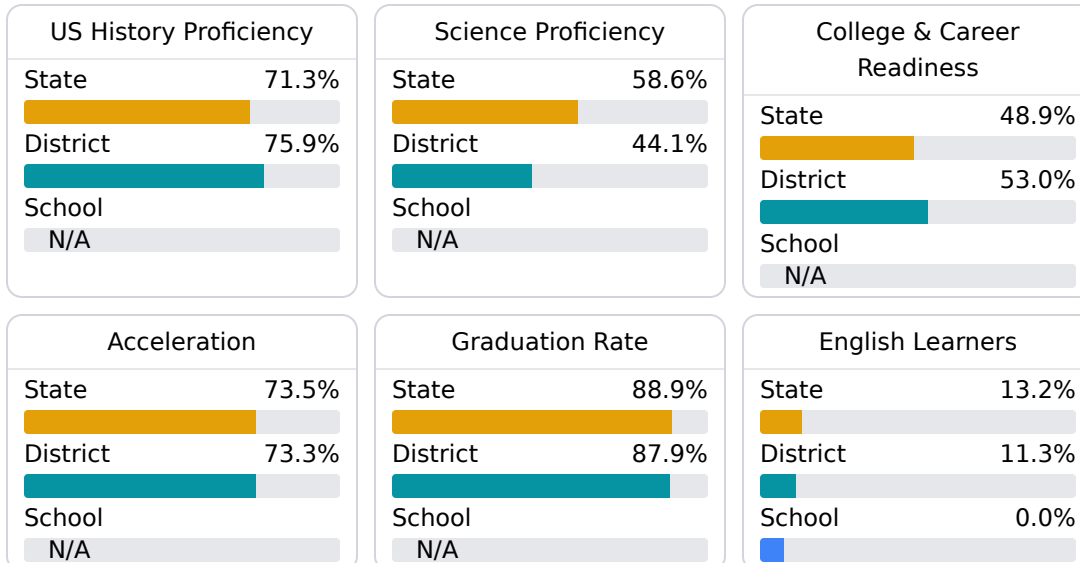 US History Proficiency
State 71.3%
District 75.9%
School
N/A
Science Proficiency
State 58.6%
District 44.1%
School
N/A
College & Career
Readiness
State 48.9%
District 53.0%
School
N/A
Acceleration
State 73.5%
District 73.3%
School
N/A
Graduation Rate
State 88.9%
District 87.9%
School
N/A
English Learners
State 13.2%
District 11.3%
School 0.0%